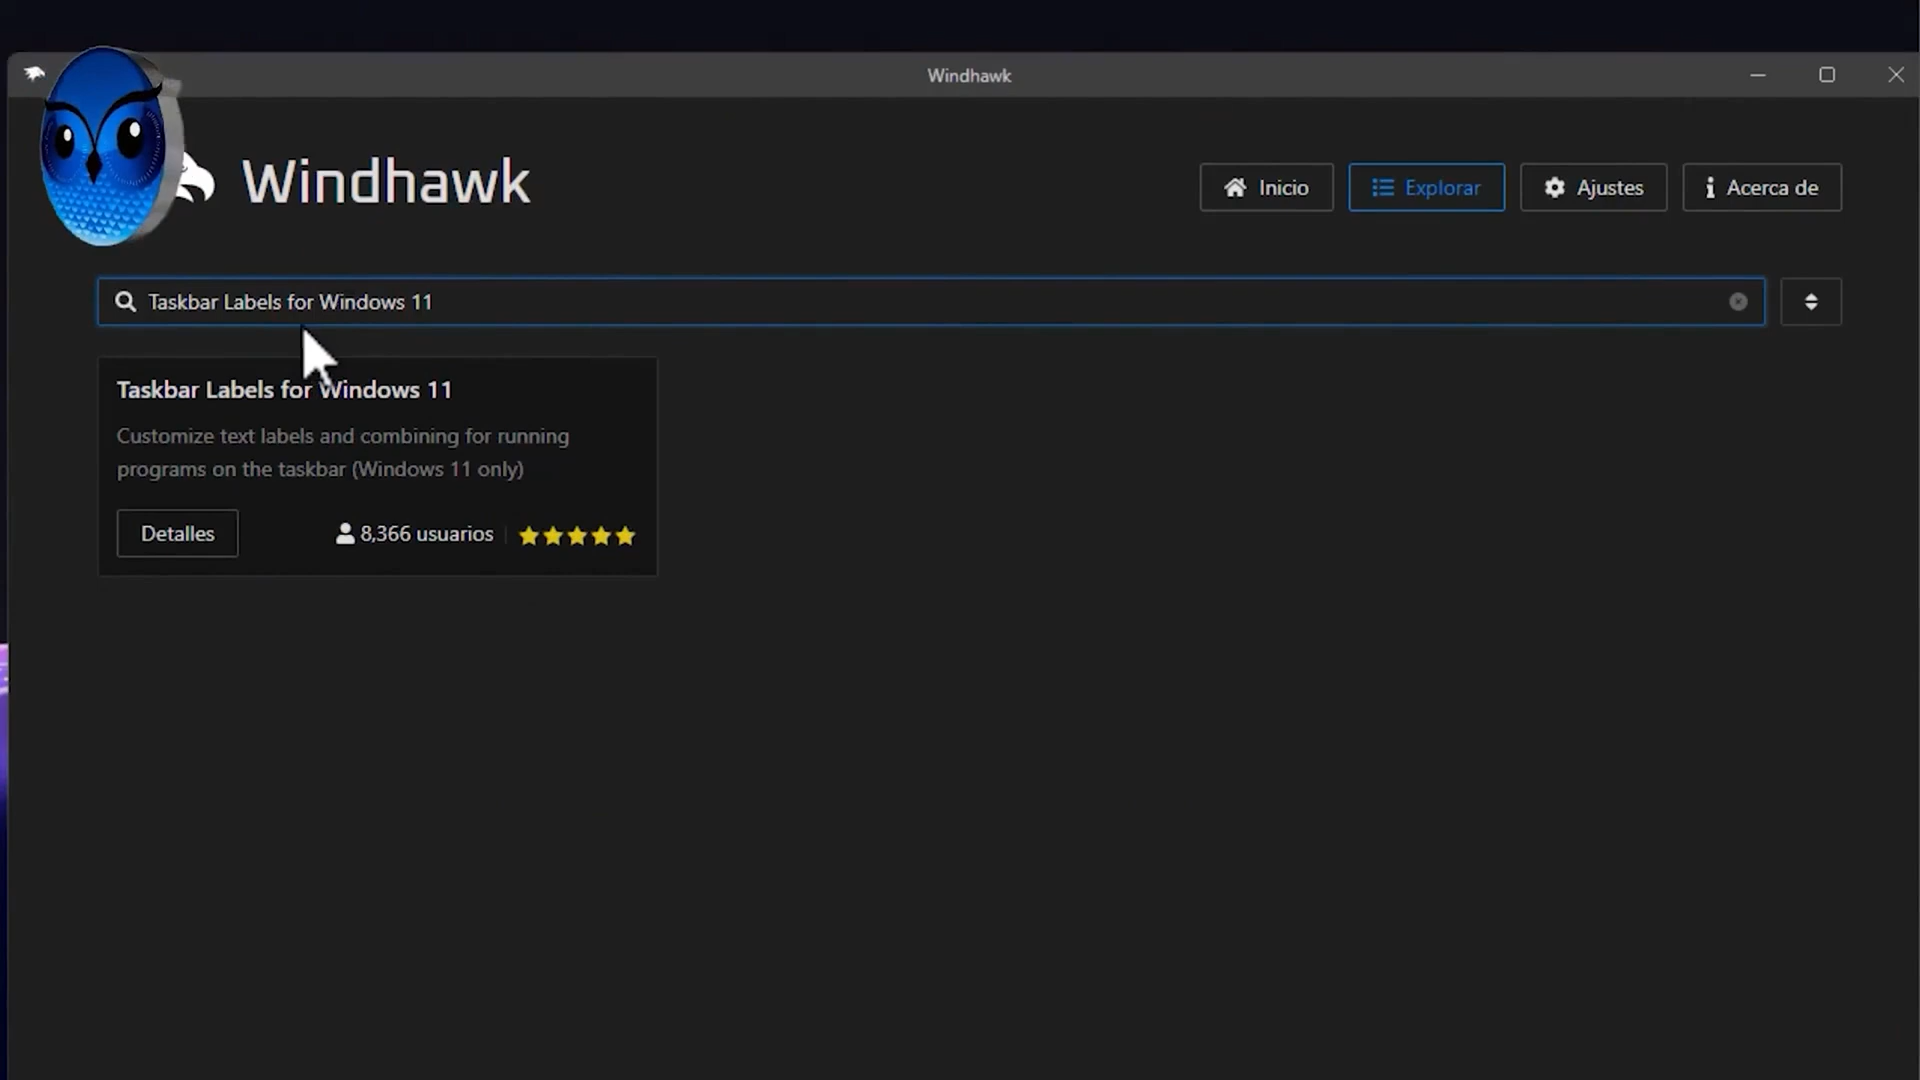 Windhawk
Windhawk
Inicio
Explorar
Ajustes
Acerca de
Taskbar Labels for Windows 11
Taskbar Labels for Windows 11
Customize text labels and combining for running
programs on the taskbar (Windows 11 only)
Detalles
8,366 usuarios